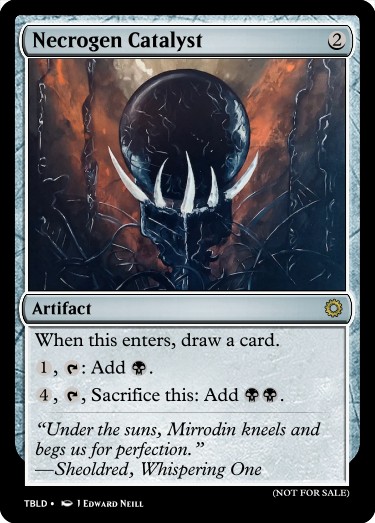 Necrogen Catalyst 2
Artifact
When this enters, draw a card.
1, : Add .
4, , Sacrifice this: Add .
“Under the suns, Mirrodin kneels and
begs us for perfection.”
—Sheoldred, Whispering One
(NOT FOR SALE)
TBLD • 1 Edward Neill